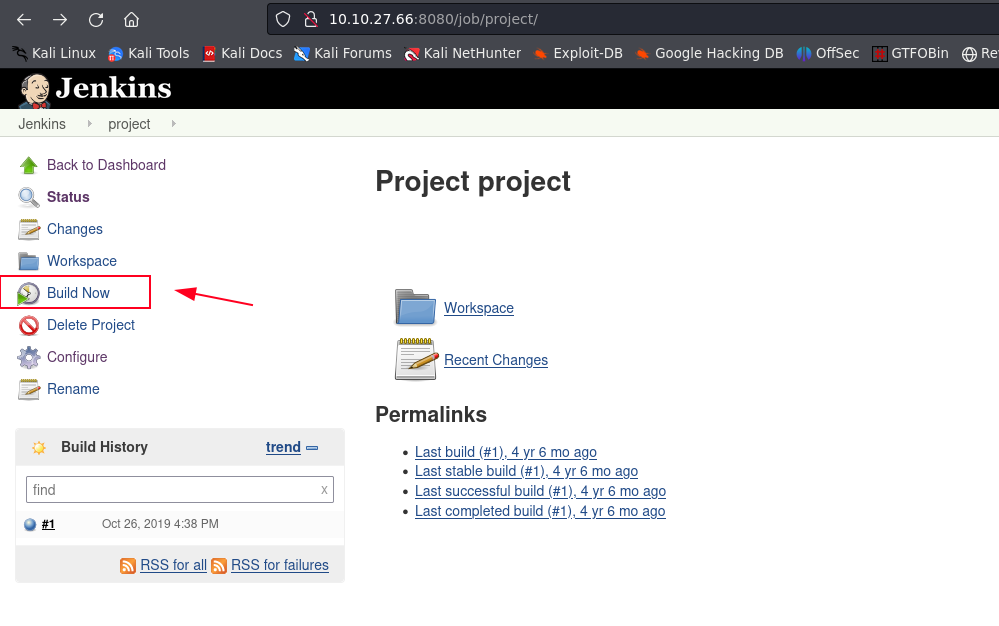 10.10.27.66:8080/job/project/
Kali Linux Kali Tools Kali Docs Kali Forums Kali NetHunter Exploit-DB Google Hacking DB OffSec GTFOBin
Jenkins
Jenkins project
Back to Dashboard
Status
Changes
Workspace
Build Now
Delete Project
Configure
Rename
Build History trend
find x
#1 Oct 26, 2019 4:38 PM
RSS for all RSS for failures
Project project
Workspace
Recent Changes
Permalinks
Last build (#1), 4 yr 6 mo ago
Last stable build (#1), 4 yr 6 mo ago
Last successful build (#1), 4 yr 6 mo ago
Last completed build (#1), 4 yr 6 mo ago